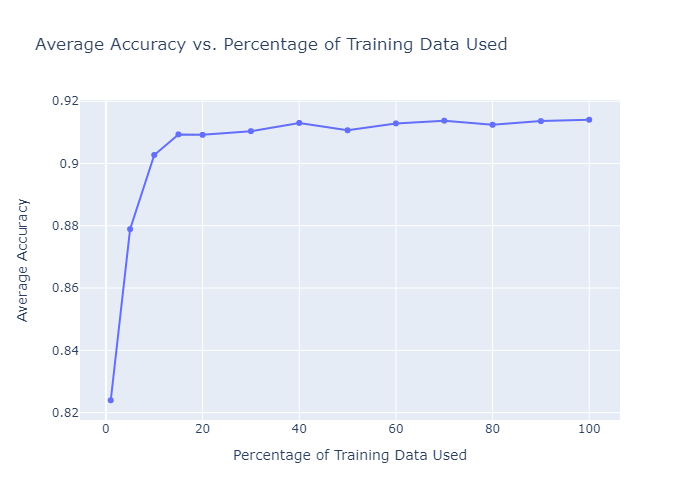 Average Accuracy vs. Percentage of Training Data Used
0.92
0.9
0.88
0.86
0.84
0.82
Average Accuracy
0 20 40 60 80 100
Percentage of Training Data Used